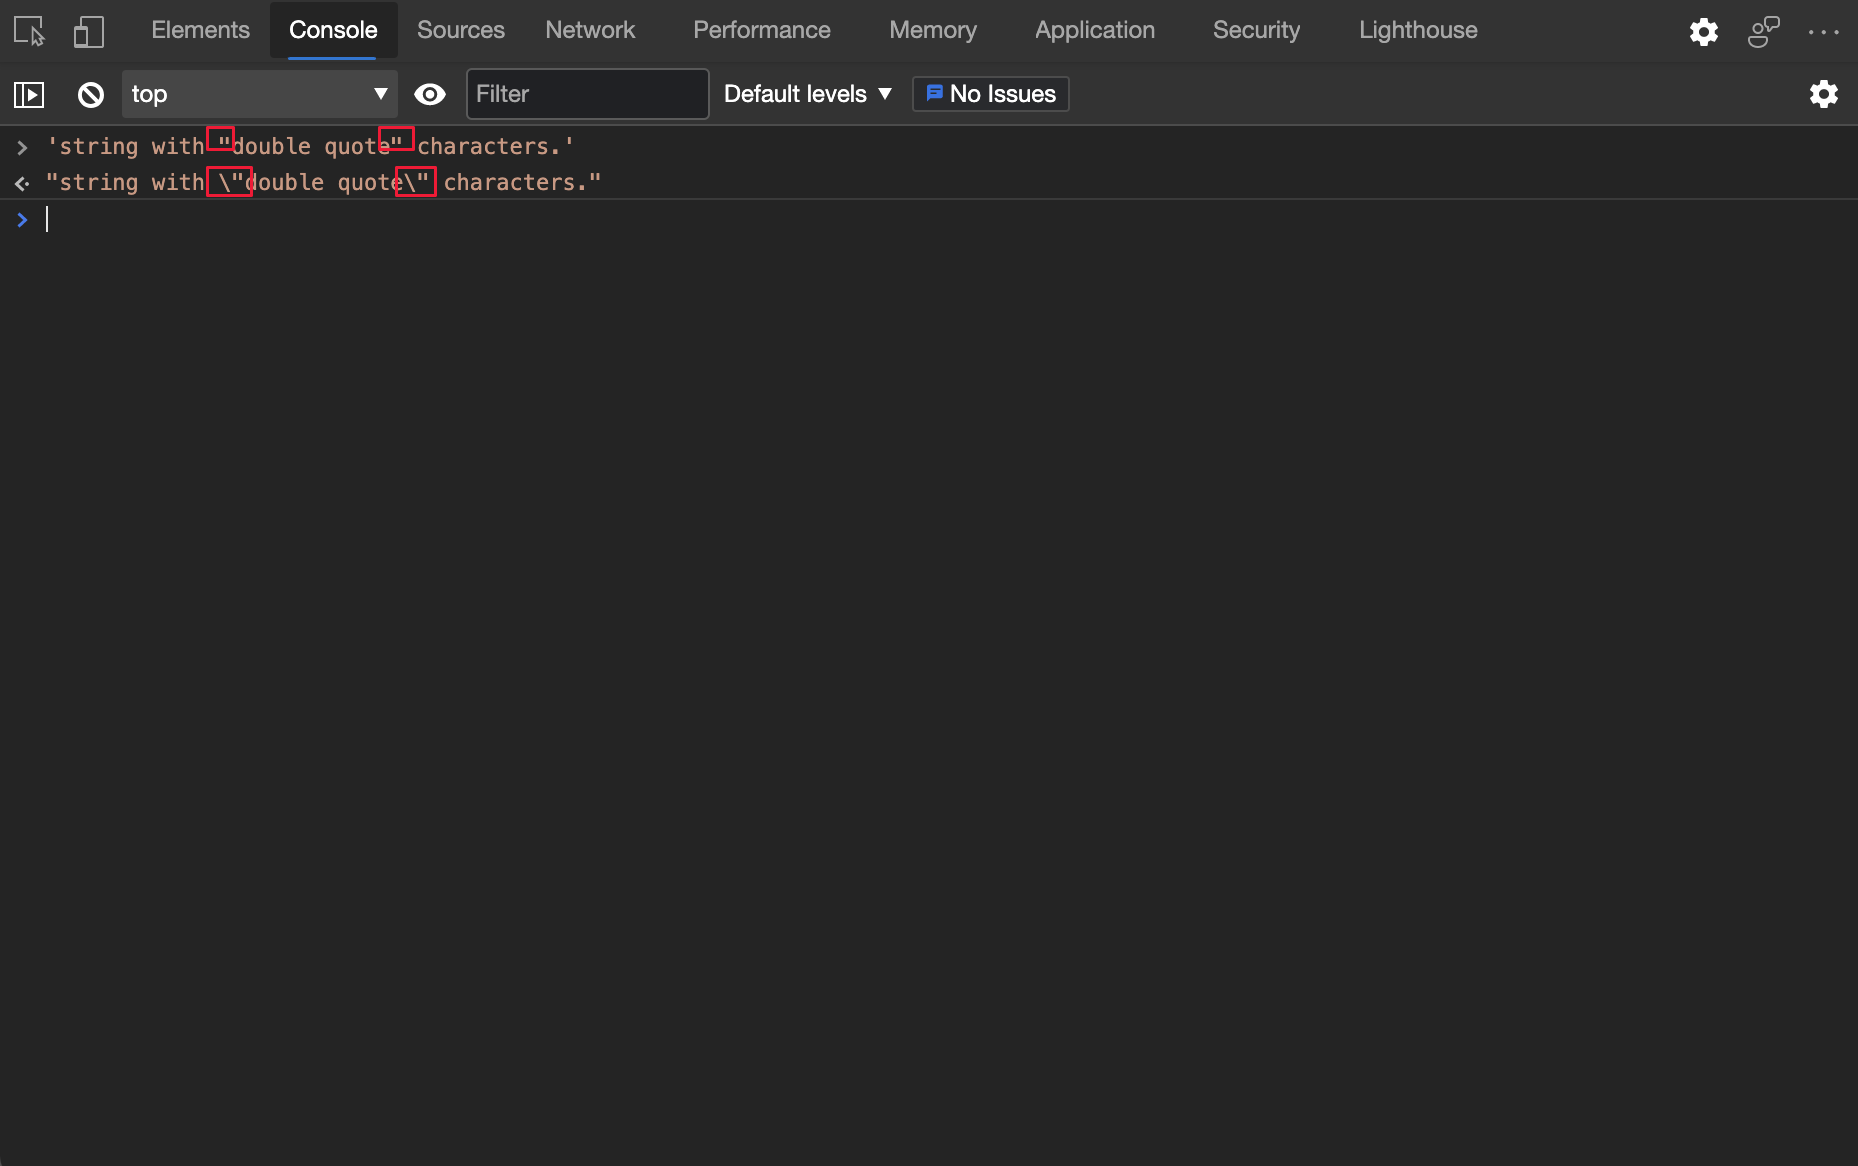 Elements Console Sources Network Performance Memory Application Security Lighthouse
top Filter Default levels No Issues
'string with "double quote" characters.'
"string with \"double quote\" characters."